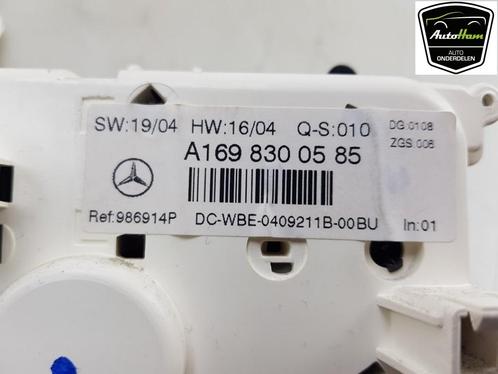 AutoHam
AUTO
ONDERDELEN
SW:19/04 HW:16/04 Q-S:010 DG:0108
ZGS:006
A169 830 05 85
Ref:986914P DC-WBE-0409211B-00BU In:01